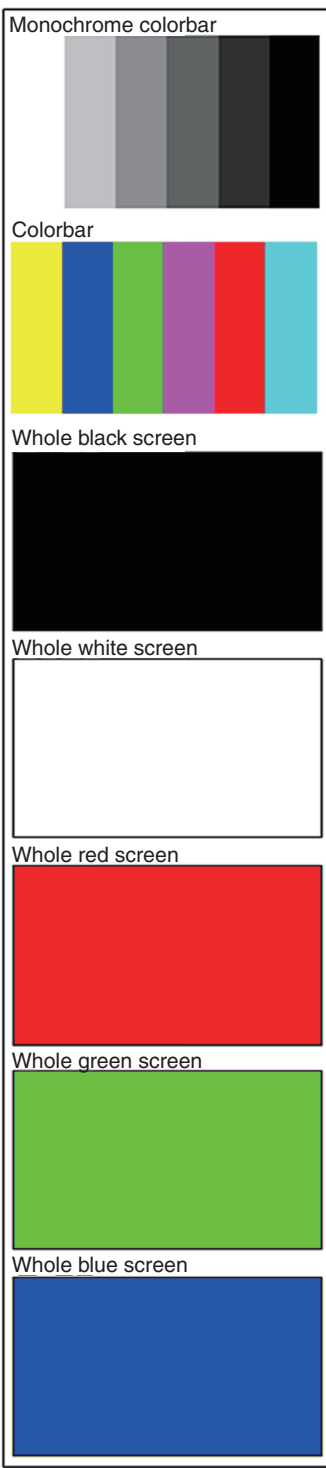 Monochrome colorbar
Colorbar
Whole black screen
Whole white screen
Whole red screen
Whole green screen
Whole blue screen